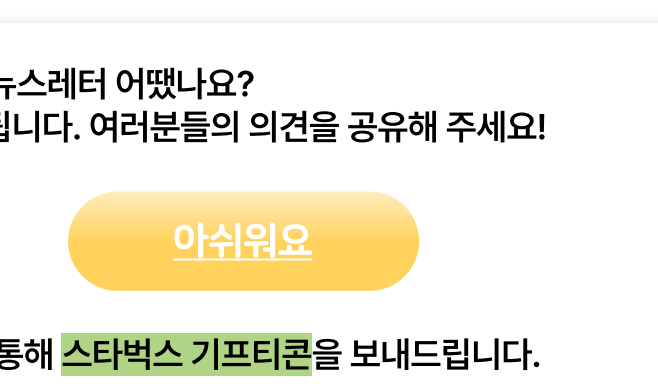 뉴스레터 어땠나요?
니다. 여러분들의 의견을 공유해 주세요!
아쉬워요
통해 스타벅스 기프티콘을 보내드립니다.